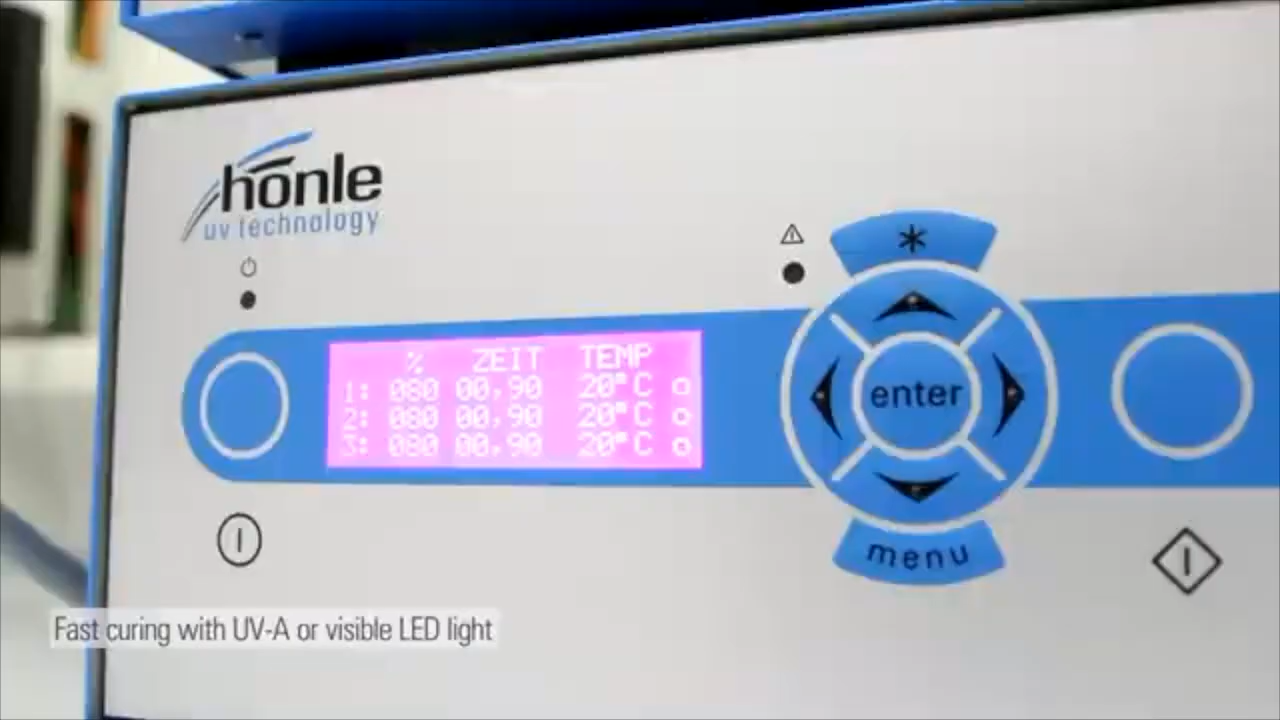 hönle
uv technology
% ZEIT TEMP
1: 080 00,90 20°C o
2: 080 00,90 20°C o
3: 080 00,90 20°C o
*
enter
menu
Fast curing with UV-A or visible LED light